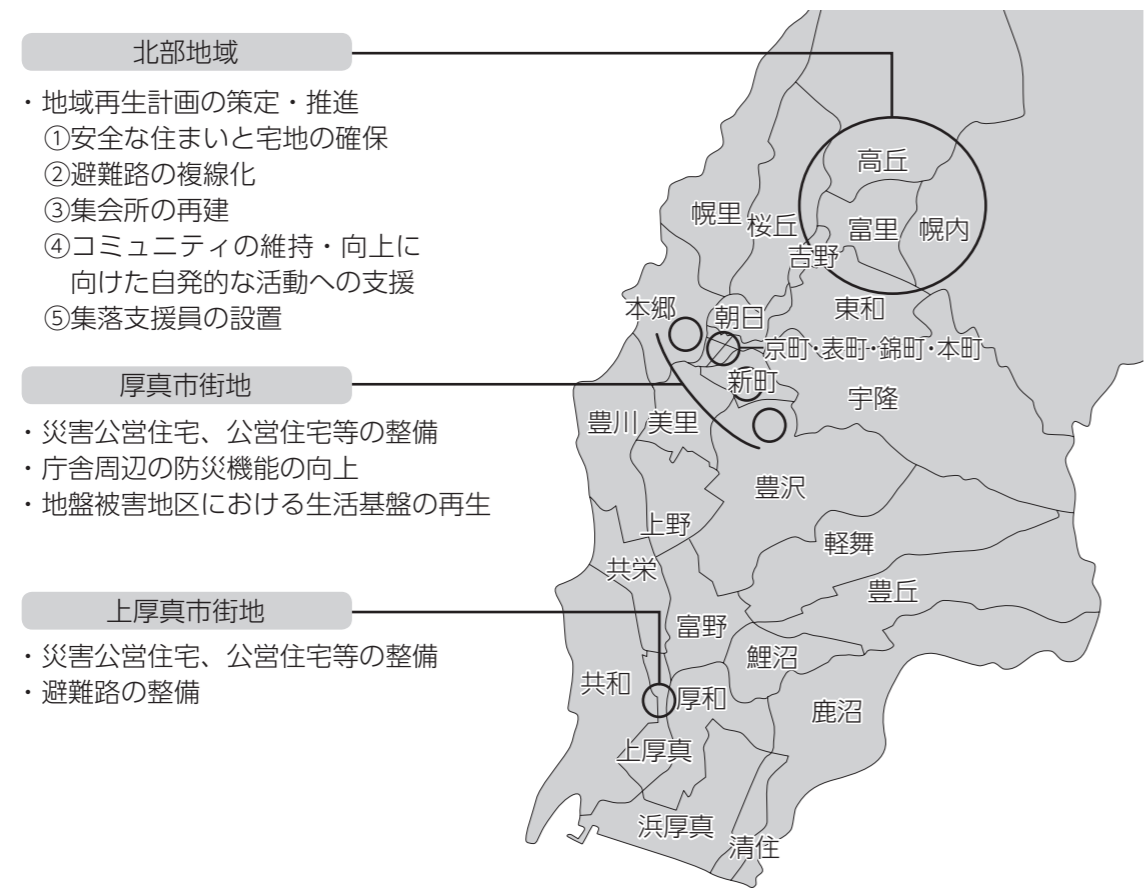 北部地域
・地域再生計画の策定・推進
①安全な住まいと宅地の確保
②避難路の複線化
③集会所の再建
④コミュニティの維持・向上に
向けた自発的な活動への支援
⑤集落支援員の設置
厚真市街地
・災害公営住宅、公営住宅等の整備
・庁舎周辺の防災機能の向上
・地盤被害地区における生活基盤の再生
上厚真市街地
・災害公営住宅、公営住宅等の整備
・避難路の整備
高丘
幌里
桜丘
富里
幌内
吉野
東和
本郷
朝日
京町・表町・錦町・本町
新町
宇隆
豊川
美里
豊沢
上野
軽舞
共栄
豊丘
富野
鯉沼
共和
厚和
鹿沼
上厚真
浜厚真
清住